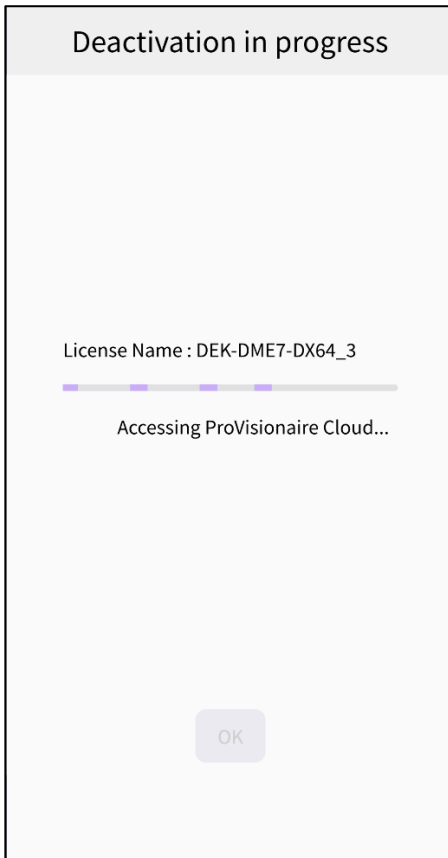 Deactivation in progress
License Name : DEK-DME7-DX64_3
Accessing ProVisionaire Cloud...
OK